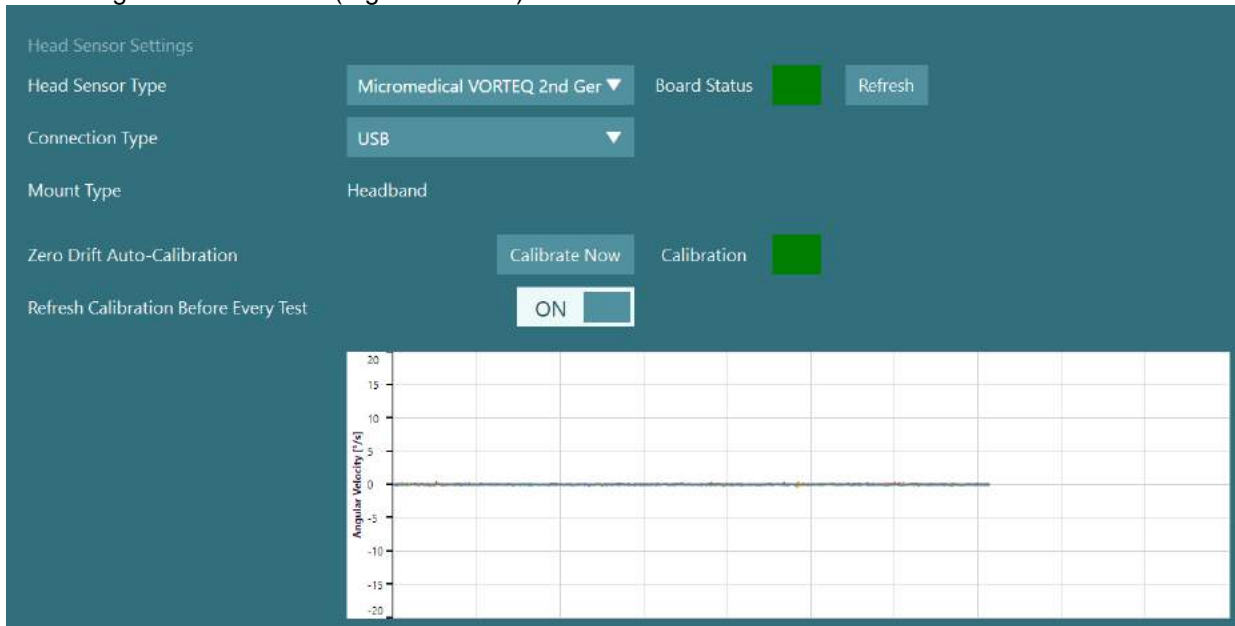 Head Sensor Settings
Head Sensor Type Micromedical VORTEQ 2nd Ger Board Status Refresh
Connection Type USB
Mount Type Headband
Zero Drift Auto-Calibration Calibrate Now Calibration
Refresh Calibration Before Every Test ON
Angular Velocity [°/s]
20
15
10
5
0
-5
-10
-15
-20